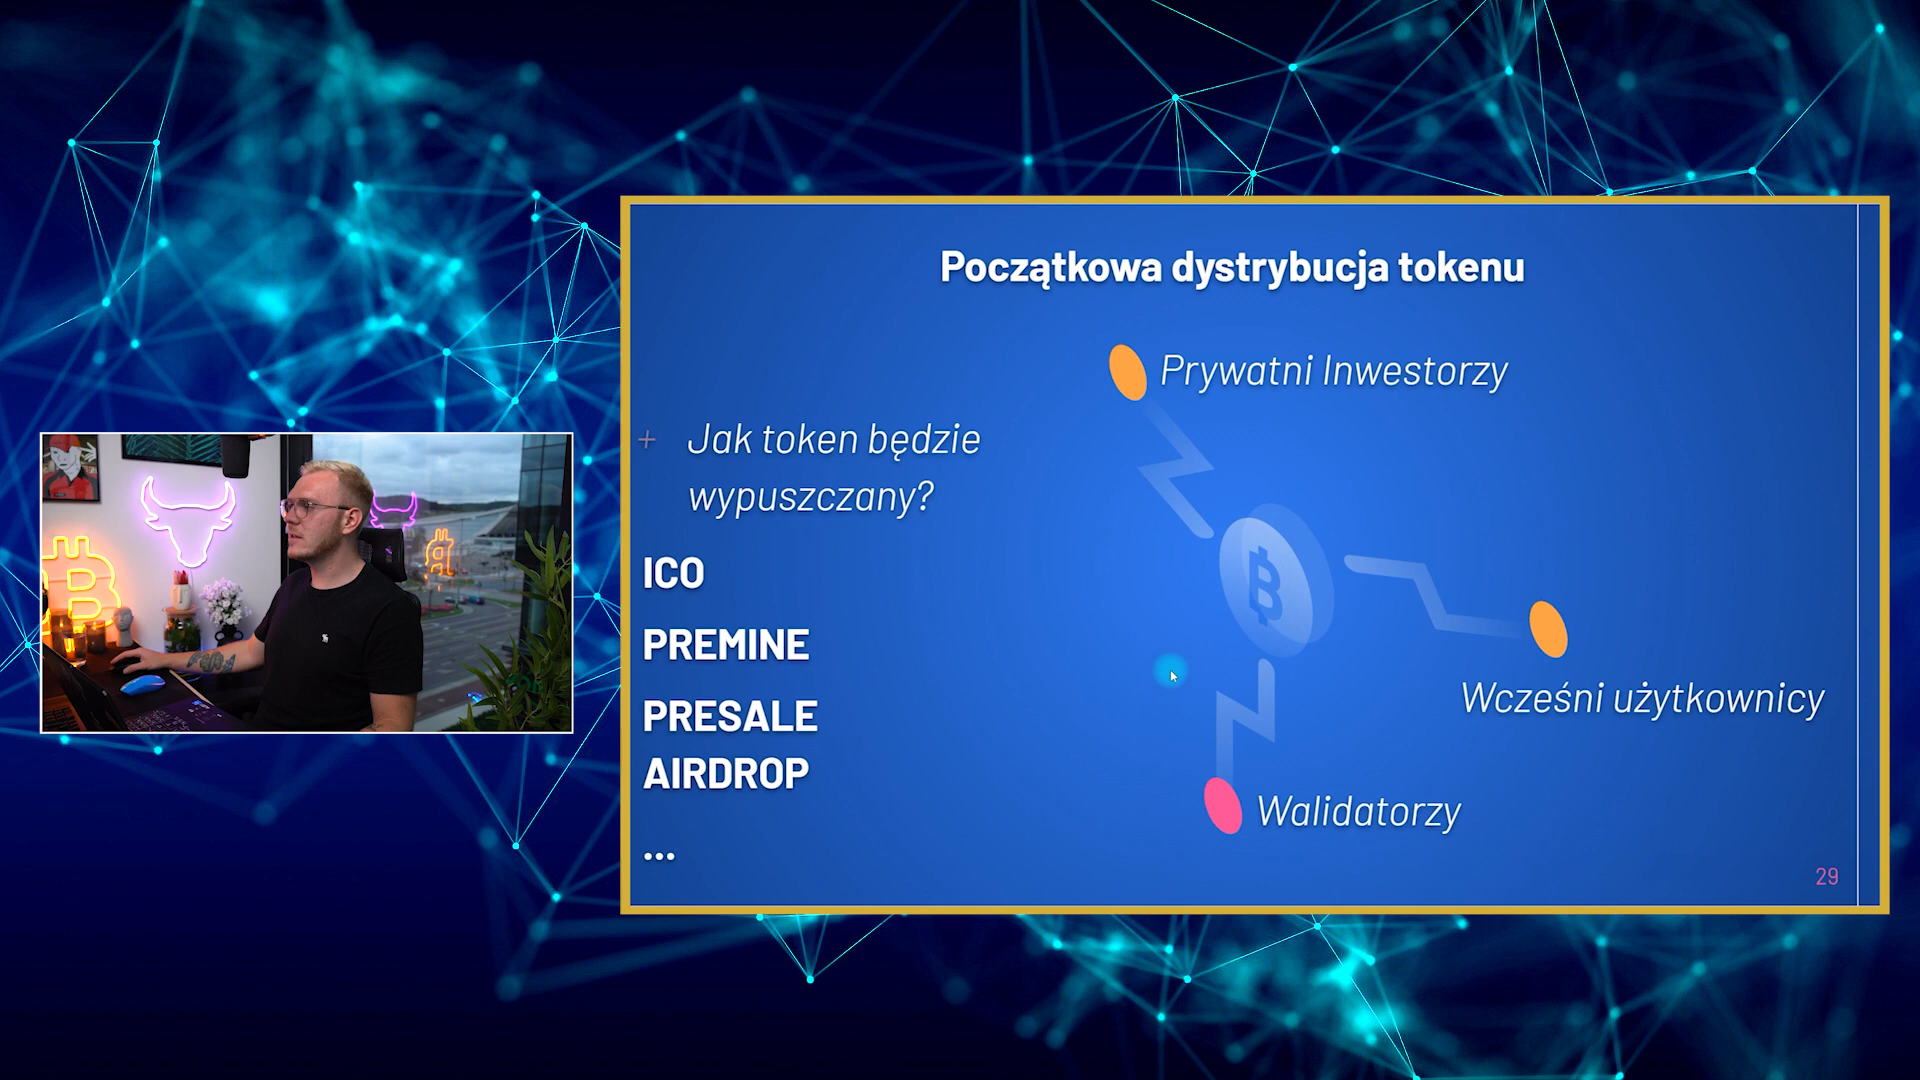 Początkowa dystrybucja tokenu
Prywatni Inwestorzy
+ Jak token będzie
wypuszczany?
ICO
PREMINE
PRESALE
AIRDROP
...
Wcześni użytkownicy
Walidatorzy
29